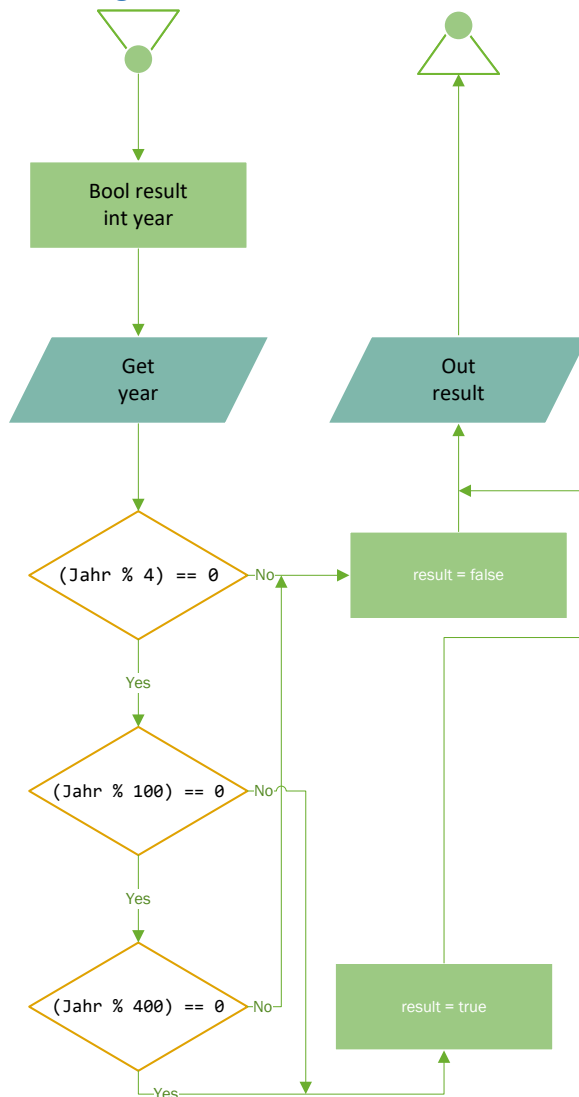 Bool result
int year
Get
year
Out
result
(Jahr % 4) == 0
No
result = false
Yes
(Jahr % 100) == 0
No
Yes
(Jahr % 400) == 0
No
result = true
Yes